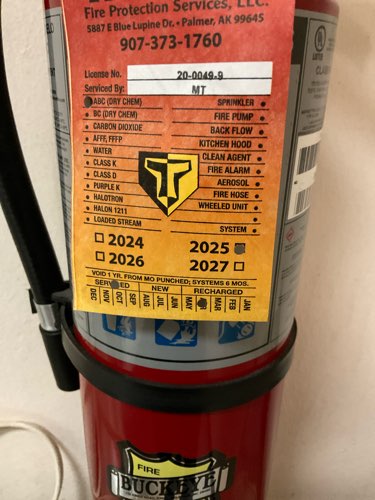 Fire Protection Services, LLC.
5887 E Blue Lupine Dr. • Palmer, AK 99645
907-373-1760
License No. 20-0049-9
Serviced By: MT
ABC (DRY CHEM) SPRINKLER
BC (DRY CHEM) FIRE PUMP
CARBON DIOXIDE BACK FLOW
AFFF, FFFP KITCHEN HOOD
WATER CLEAN AGENT
CLASS K FIRE ALARM
CLASS D AEROSOL
PURPLE K FIRE HOSE
HALOTRON WHEELED UNIT
HALON 1211
LOADED STREAM SYSTEM
2024 2025
2026 2027
VOID 1 YR. FROM MO PUNCHED; SYSTEMS 6 MOS.
SERVICED NEW RECHARGED
DEC NOV OCT SEP AUG JUL JUN MAY MAR FEB JAN
FIRE
BUCKEYE